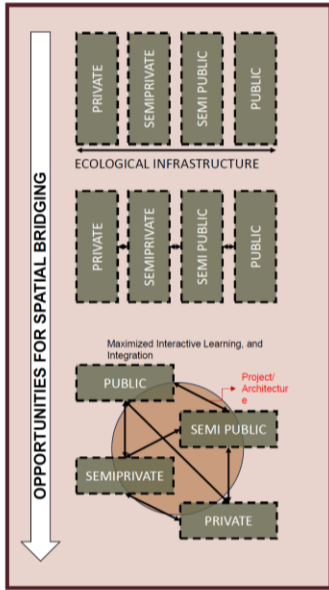 OPPORTUNITIES FOR SPATIAL BRIDGING
PRIVATE
SEMIPRIVATE
SEMI PUBLIC
PUBLIC
ECOLOGICAL INFRASTRUCTURE
PRIVATE
SEMIPRIVATE
SEMI PUBLIC
PUBLIC
Maximized Interactive Learning, and
Integration
PUBLIC
Project/
Architectur
e
SEMI PUBLIC
SEMIPRIVATE
PRIVATE